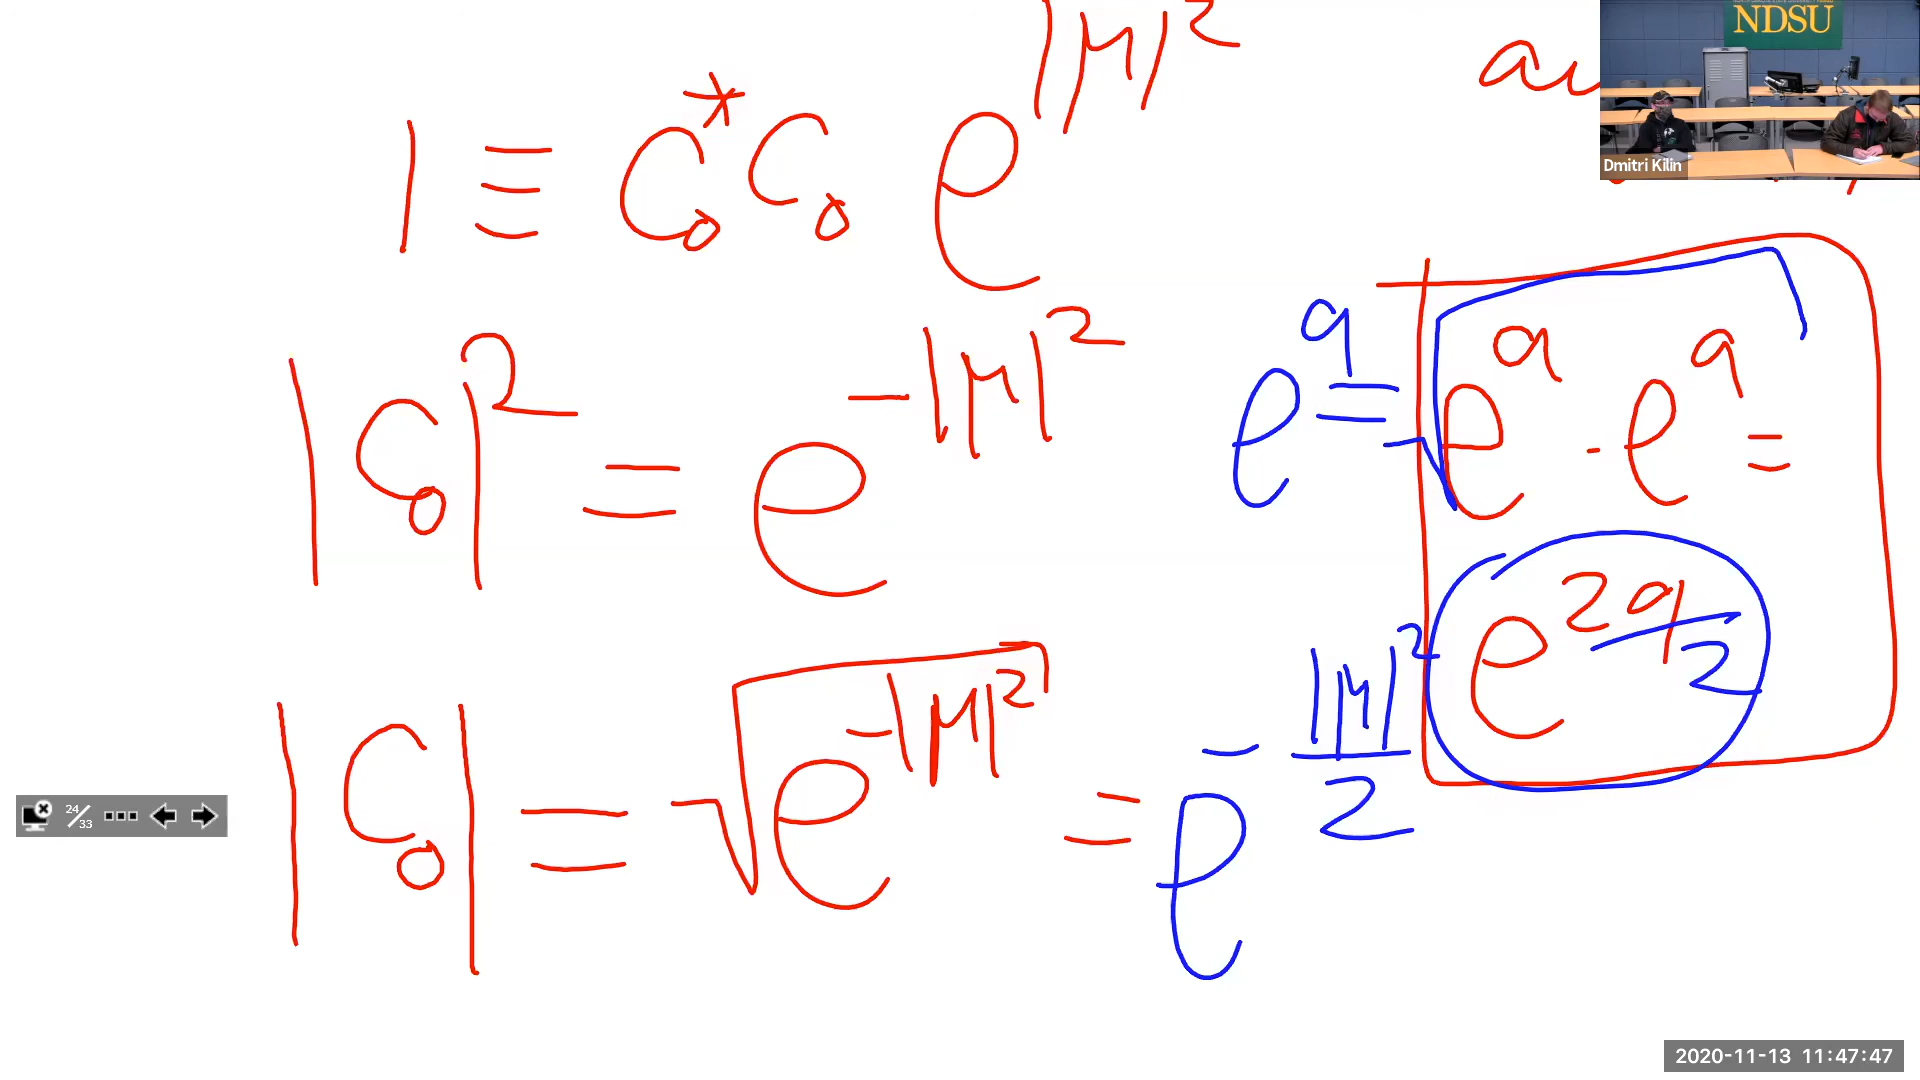 1 ≡ C₀* C₀ e^{|μ|²}
|C₀|² = e^{-|μ|²}
|C₀| = √(e^{-|μ|²}) = e^{-|μ|²/2}
e^a = √(e^a · e^a) =
e^{2a/2}
NDSU
Dmitri Kilin
24/33
2020-11-13 11:47:47